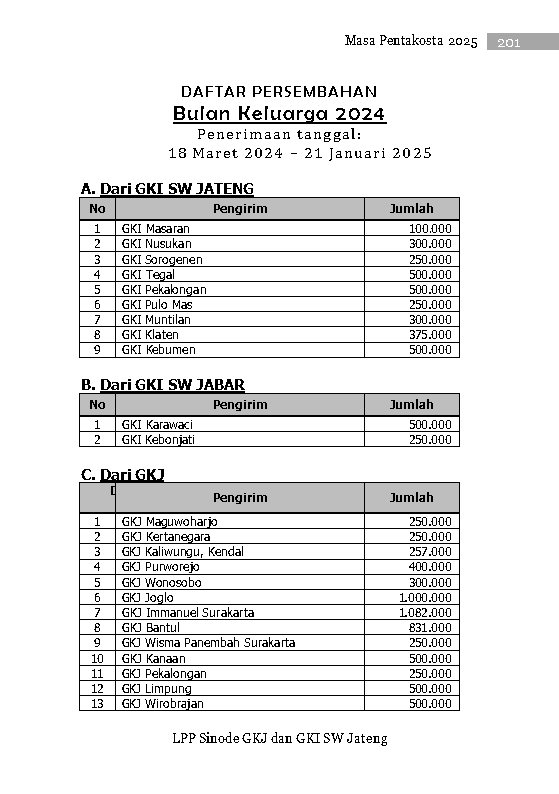 Masa Pentakosta 2025 201
DAFTAR PERSEMBAHAN
Bulan Keluarga 2024
Penerimaan tanggal:
18 Maret 2024 – 21 Januari 2025
A. Dari GKI SW JATENG
No Pengirim Jumlah
1 GKI Masaran 100.000
2 GKI Nusukan 300.000
3 GKI Sorogenen 250.000
4 GKI Tegal 500.000
5 GKI Pekalongan 500.000
6 GKI Pulo Mas 250.000
7 GKI Muntilan 300.000
8 GKI Klaten 375.000
9 GKI Kebumen 500.000
B. Dari GKI SW JABAR
No Pengirim Jumlah
1 GKI Karawaci 500.000
2 GKI Kebonjati 250.000
C. Dari GKJ
Pengirim Jumlah
1 GKJ Maguwoharjo 250.000
2 GKJ Kertanegara 250.000
3 GKJ Kaliwungu, Kendal 257.000
4 GKJ Purworejo 400.000
5 GKJ Wonosobo 300.000
6 GKJ Joglo 1.000.000
7 GKJ Immanuel Surakarta 1.082.000
8 GKJ Bantul 831.000
9 GKJ Wisma Panembah Surakarta 250.000
10 GKJ Kanaan 500.000
11 GKJ Pekalongan 250.000
12 GKJ Limpung 500.000
13 GKJ Wirobrajan 500.000
LPP Sinode GKJ dan GKI SW Jateng